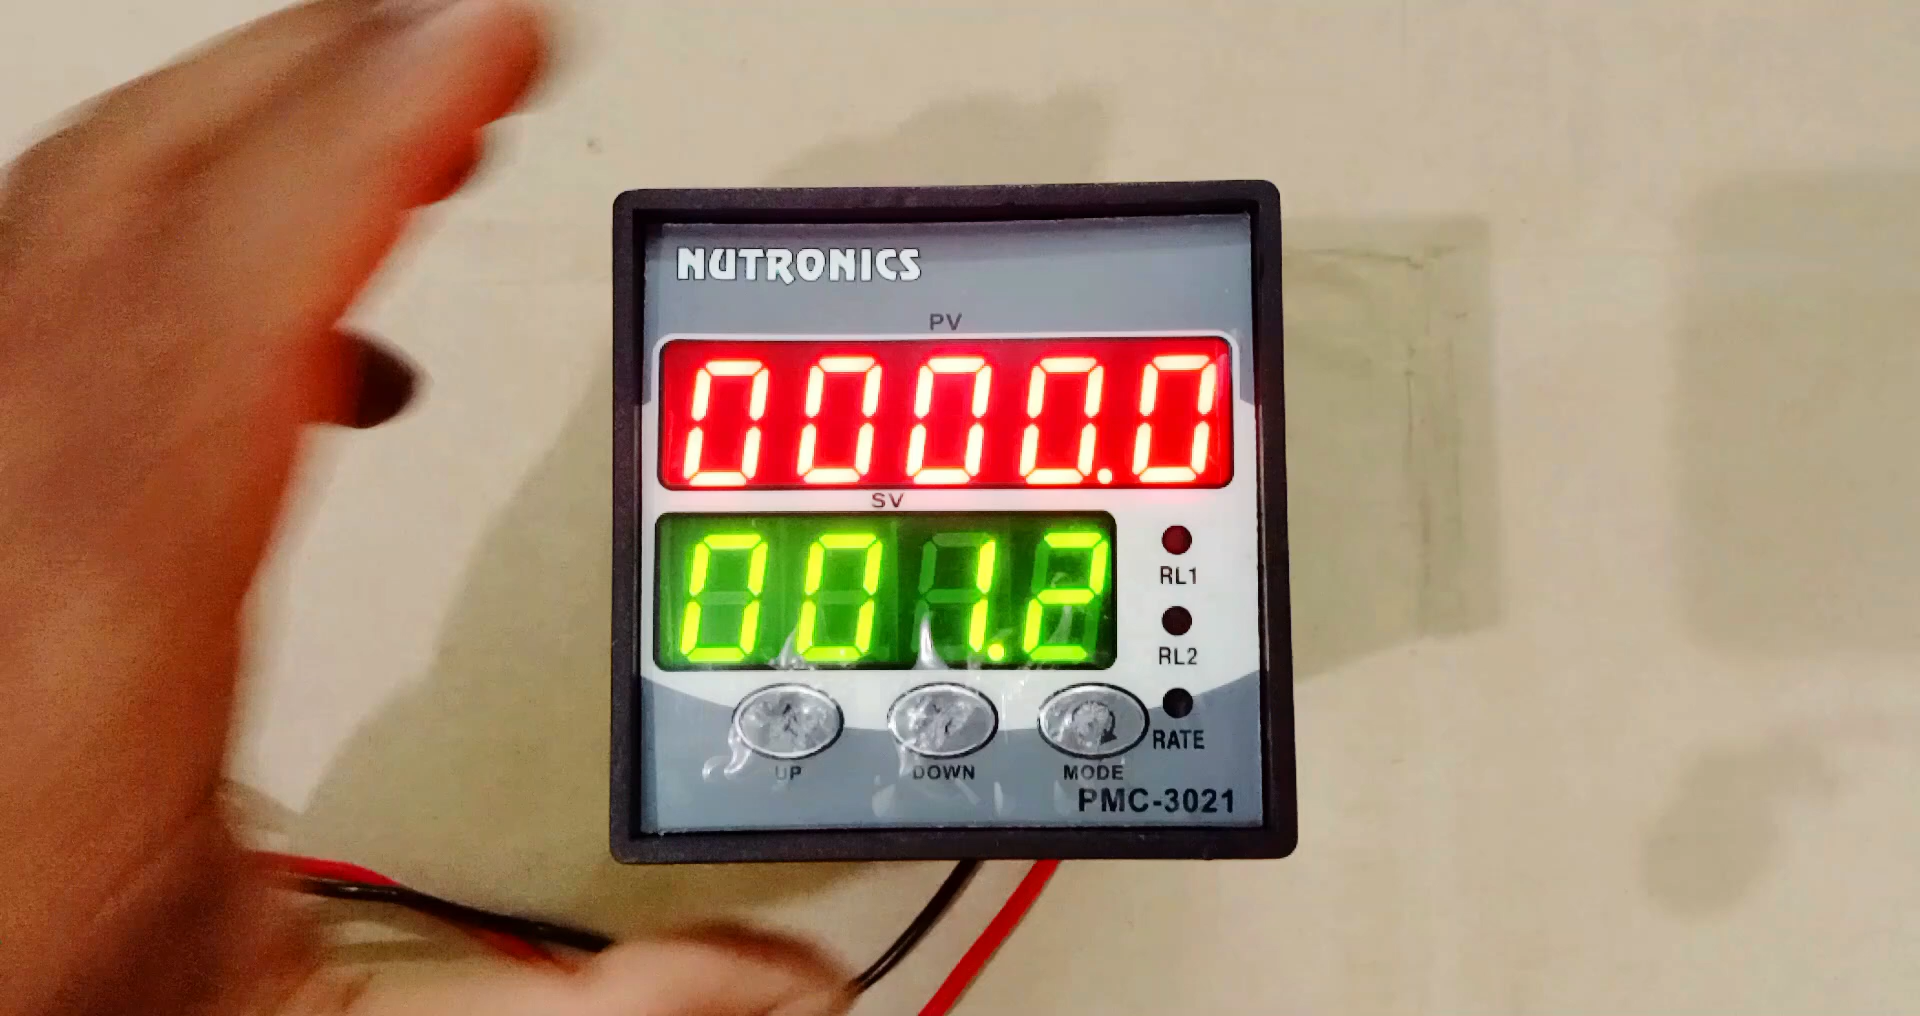 NUTRONICS
PV
0000.0
SV
001.2
RL1
RL2
RATE
UP DOWN MODE
PMC-3021